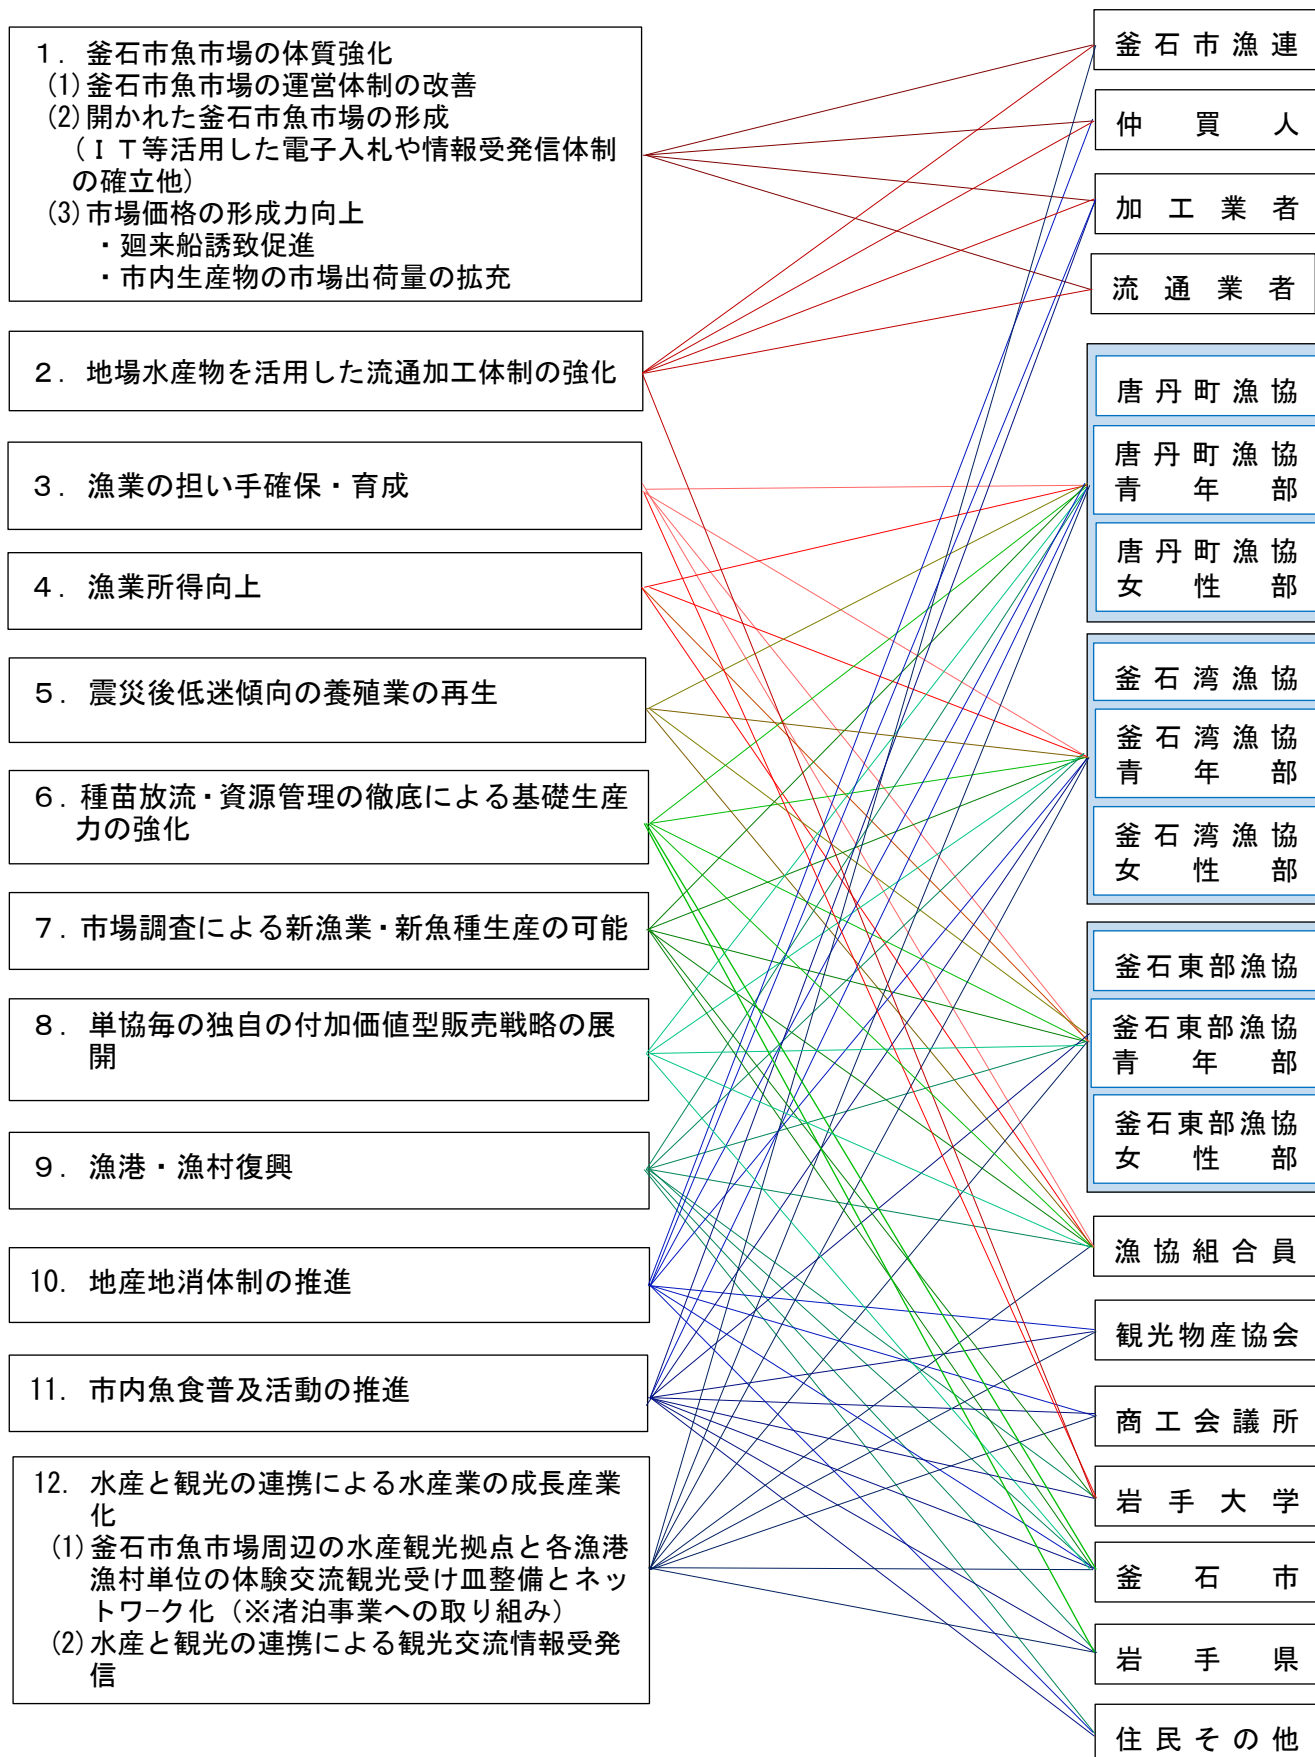 1. 釜石市魚市場の体質強化
(1)釜石市魚市場の運営体制の改善
(2)開かれた釜石市魚市場の形成
(ＩＴ等活用した電子入札や情報受発信体制
の確立他)
(3)市場価格の形成力向上
・廻来船誘致促進
・市内生産物の市場出荷量の拡充
2. 地場水産物を活用した流通加工体制の強化
3. 漁業の担い手確保・育成
4. 漁業所得向上
5. 震災後低迷傾向の養殖業の再生
6. 種苗放流・資源管理の徹底による基礎生産
力の強化
7. 市場調査による新漁業・新魚種生産の可能
8. 単協毎の独自の付加価値型販売戦略の展
開
9. 漁港・漁村復興
10. 地産地消体制の推進
11. 市内魚食普及活動の推進
12. 水産と観光の連携による水産業の成長産業
化
(1)釜石市魚市場周辺の水産観光拠点と各漁港
漁村単位の体験交流観光受け皿整備とネッ
トワｰク化（※渚泊事業への取り組み）
(2)水産と観光の連携による観光交流情報受発
信
釜石市漁連
仲買人
加工業者
流通業者
唐丹町漁協
唐丹町漁協
青年部
唐丹町漁協
女性部
釜石湾漁協
釜石湾漁協
青年部
釜石湾漁協
女性部
釜石東部漁協
釜石東部漁協
青年部
釜石東部漁協
女性部
漁協組合員
観光物産協会
商工会議所
岩手大学
釜石市
岩手県
住民その他